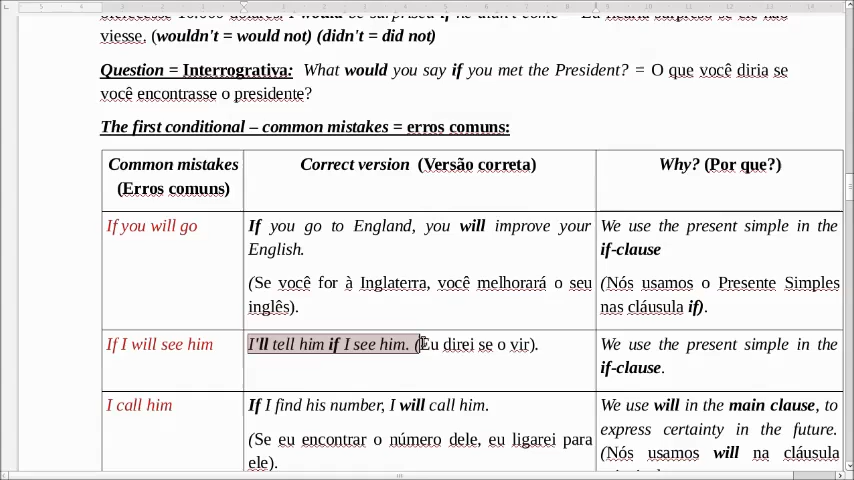 viesse. (wouldn't = would not) (didn't = did not)
Question = Interrogrativa: What would you say if you met the President? = O que você diria se
você encontrasse o presidente?
The first conditional – common mistakes = erros comuns:
Common mistakes
(Erros comuns)
Correct version (Versão correta)
Why? (Por que?)
If you will go
If you go to England, you will improve your
English.
(Se você for à Inglaterra, você melhorará o seu
inglês).
We use the present simple in the
if-clause
(Nós usamos o Presente Simples
nas cláusula if).
If I will see him
I'll tell him if I see him. (Eu direi se o vir).
We use the present simple in the
if-clause.
I call him
If I find his number, I will call him.
(Se eu encontrar o número dele, eu ligarei para
ele).
We use will in the main clause, to
express certainty in the future.
(Nós usamos will na cláusula